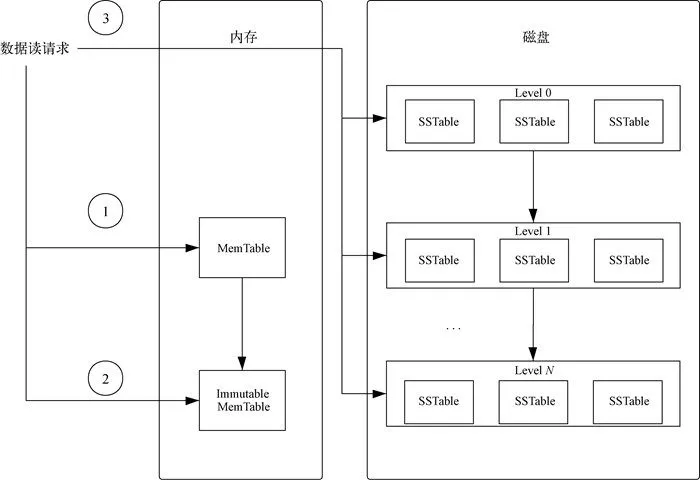 3
数据读请求
内存
磁盘
Level 0
SSTable
SSTable
SSTable
1
MemTable
Level 1
SSTable
SSTable
SSTable
...
2
Immutable
MemTable
Level N
SSTable
SSTable
SSTable